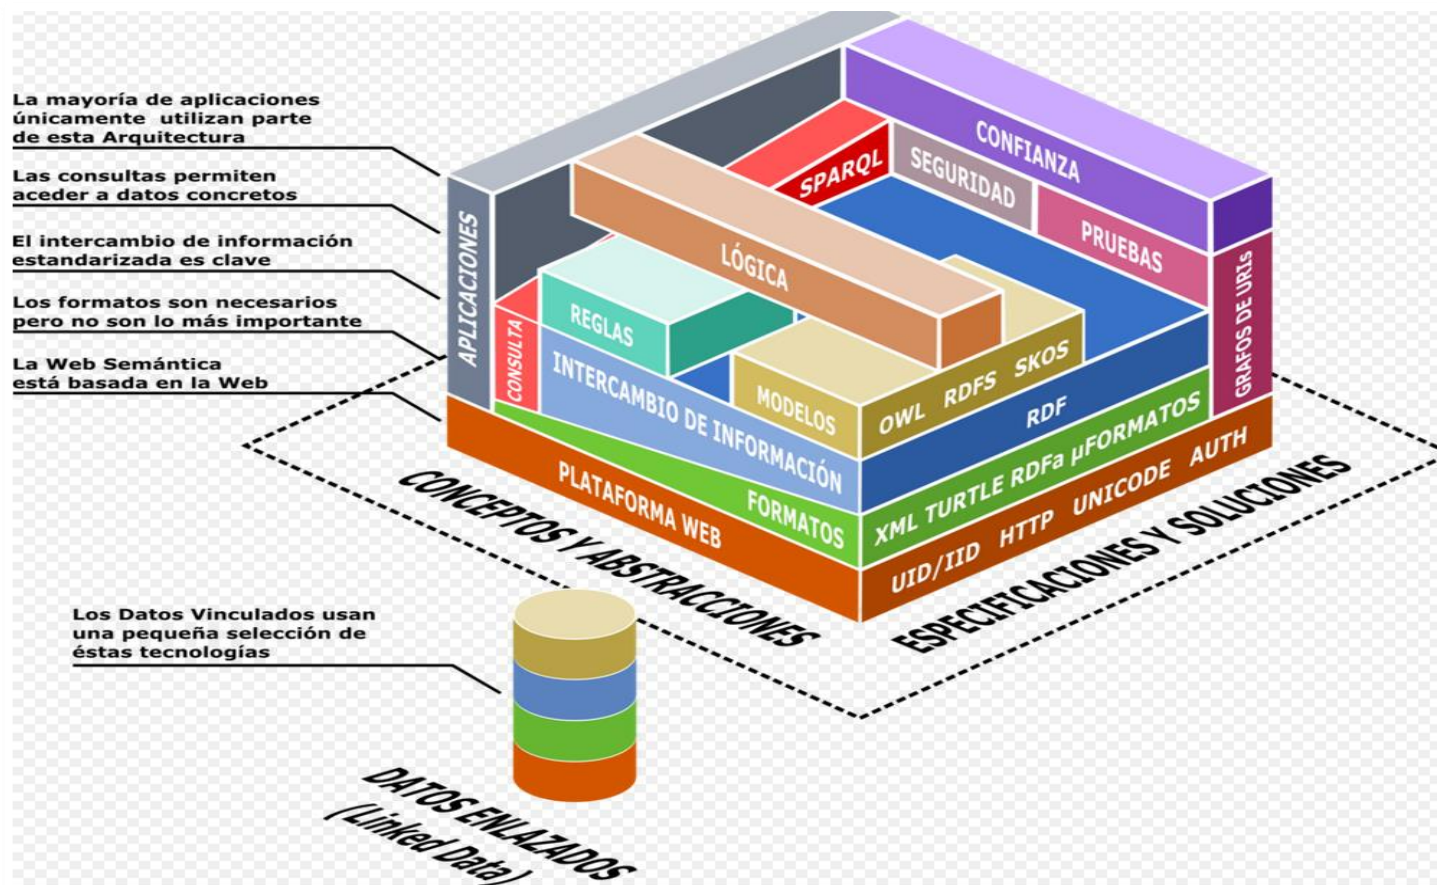 La mayoría de aplicaciones
únicamente utilizan parte
de esta Arquitectura
Las consultas permiten
aceder a datos concretos
El intercambio de información
estandarizada es clave
Los formatos son necesarios
pero no son lo más importante
La Web Semántica
está basada en la Web
APLICACIONES
CONFIANZA
SPARQL
SEGURIDAD
PRUEBAS
LÓGICA
GRAFOS DE URIs
REGLAS
CONSULTA
INTERCAMBIO DE INFORMACIÓN
MODELOS
OWL RDFS SKOS
RDF
FORMATOS
XML TURTLE RDFa µFORMATOS
PLATAFORMA WEB
UID/IID HTTP UNICODE AUTH
CONCEPTOS Y ABSTRACCIONES
ESPECIFICACIONES Y SOLUCIONES
Los Datos Vinculados usan
una pequeña selección de
éstas tecnologías
DATOS ENLAZADOS
(Linked Data)